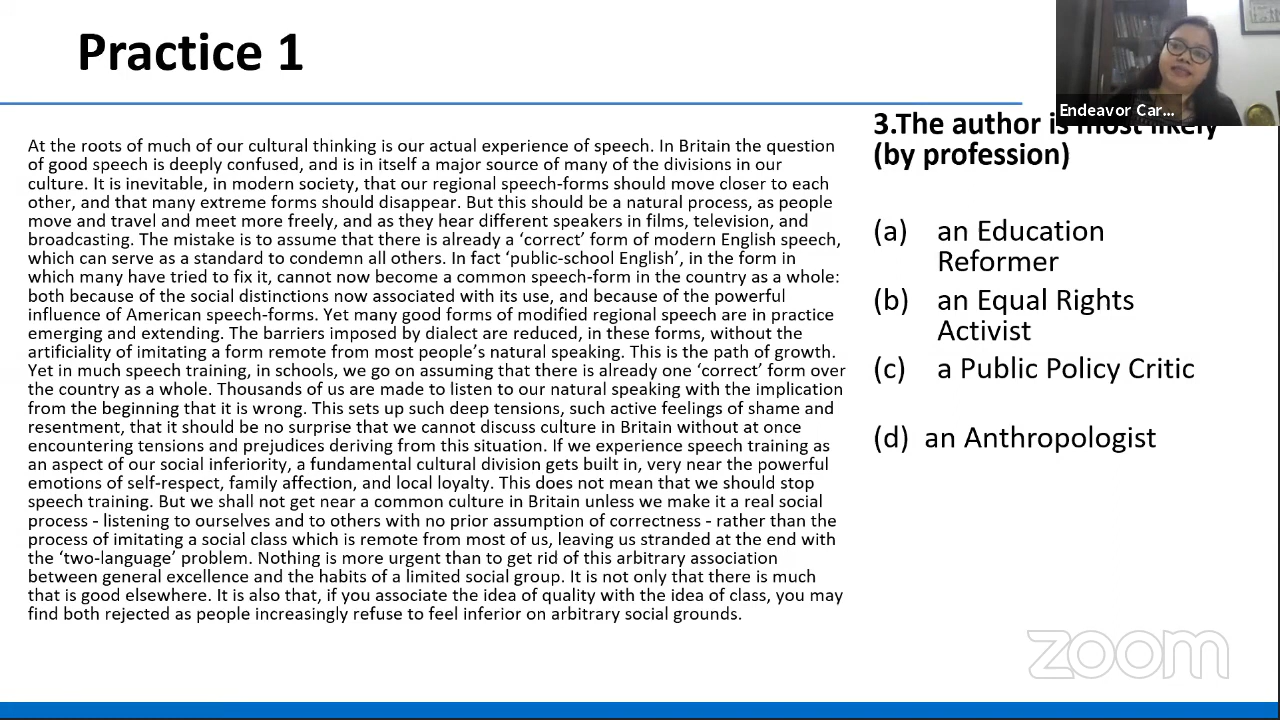 Practice 1
Endeavor Car...
At the roots of much of our cultural thinking is our actual experience of speech. In Britain the question
of good speech is deeply confused, and is in itself a major source of many of the divisions in our
culture. It is inevitable, in modern society, that our regional speech-forms should move closer to each
other, and that many extreme forms should disappear. But this should be a natural process, as people
move and travel and meet more freely, and as they hear different speakers in films, television, and
broadcasting. The mistake is to assume that there is already a ‘correct’ form of modern English speech,
which can serve as a standard to condemn all others. In fact ‘public-school English’, in the form in
which many have tried to fix it, cannot now become a common speech-form in the country as a whole:
both because of the social distinctions now associated with its use, and because of the powerful
influence of American speech-forms. Yet many good forms of modified regional speech are in practice
emerging and extending. The barriers imposed by dialect are reduced, in these forms, without the
artificiality of imitating a form remote from most people’s natural speaking. This is the path of growth.
Yet in much speech training, in schools, we go on assuming that there is already one ‘correct’ form over
the country as a whole. Thousands of us are made to listen to our natural speaking with the implication
from the beginning that it is wrong. This sets up such deep tensions, such active feelings of shame and
resentment, that it should be no surprise that we cannot discuss culture in Britain without at once
encountering tensions and prejudices deriving from this situation. If we experience speech training as
an aspect of our social inferiority, a fundamental cultural division gets built in, very near the powerful
emotions of self-respect, family affection, and local loyalty. This does not mean that we should stop
speech training. But we shall not get near a common culture in Britain unless we make it a real social
process - listening to ourselves and to others with no prior assumption of correctness - rather than the
process of imitating a social class which is remote from most of us, leaving us stranded at the end with
the ‘two-language’ problem. Nothing is more urgent than to get rid of this arbitrary association
between general excellence and the habits of a limited social group. It is not only that there is much
that is good elsewhere. It is also that, if you associate the idea of quality with the idea of class, you may
find both rejected as people increasingly refuse to feel inferior on arbitrary social grounds.
3.The author is most likely
(by profession)
(a) an Education
Reformer
(b) an Equal Rights
Activist
(c) a Public Policy Critic
(d) an Anthropologist
zoom